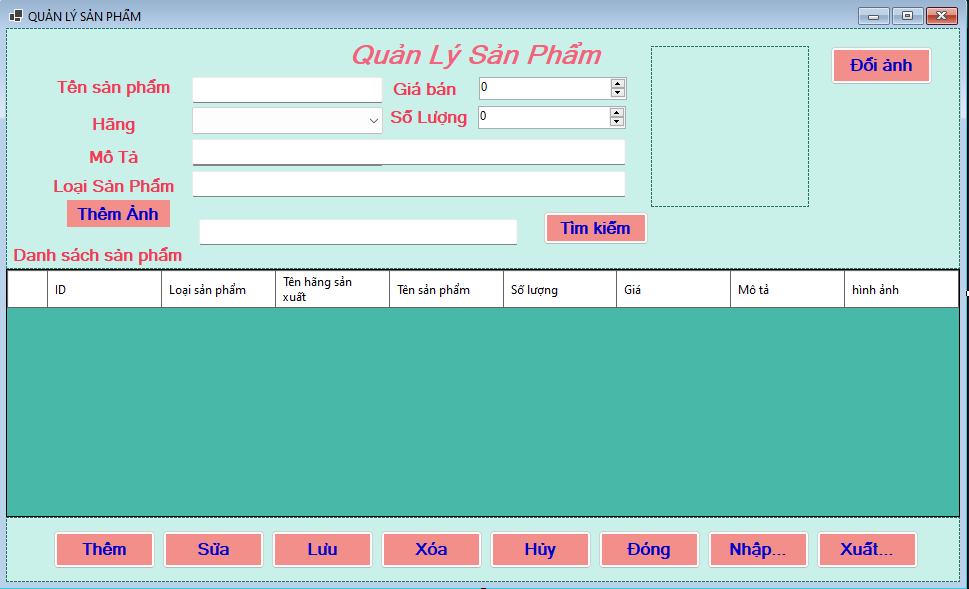 QUẢN LÝ SẢN PHẨM
Quản Lý Sản Phẩm
Đổi ảnh
Tên sản phẩm
Giá bán
0
Hãng
Số Lượng
0
Mô Tả
Loại Sản Phẩm
Thêm Ảnh
Tìm kiếm
Danh sách sản phẩm
ID
Loại sản phẩm
Tên hãng sản
xuất
Tên sản phẩm
Số lượng
Giá
Mô tả
hình ảnh
Thêm
Sửa
Lưu
Xóa
Hủy
Đóng
Nhập...
Xuất...